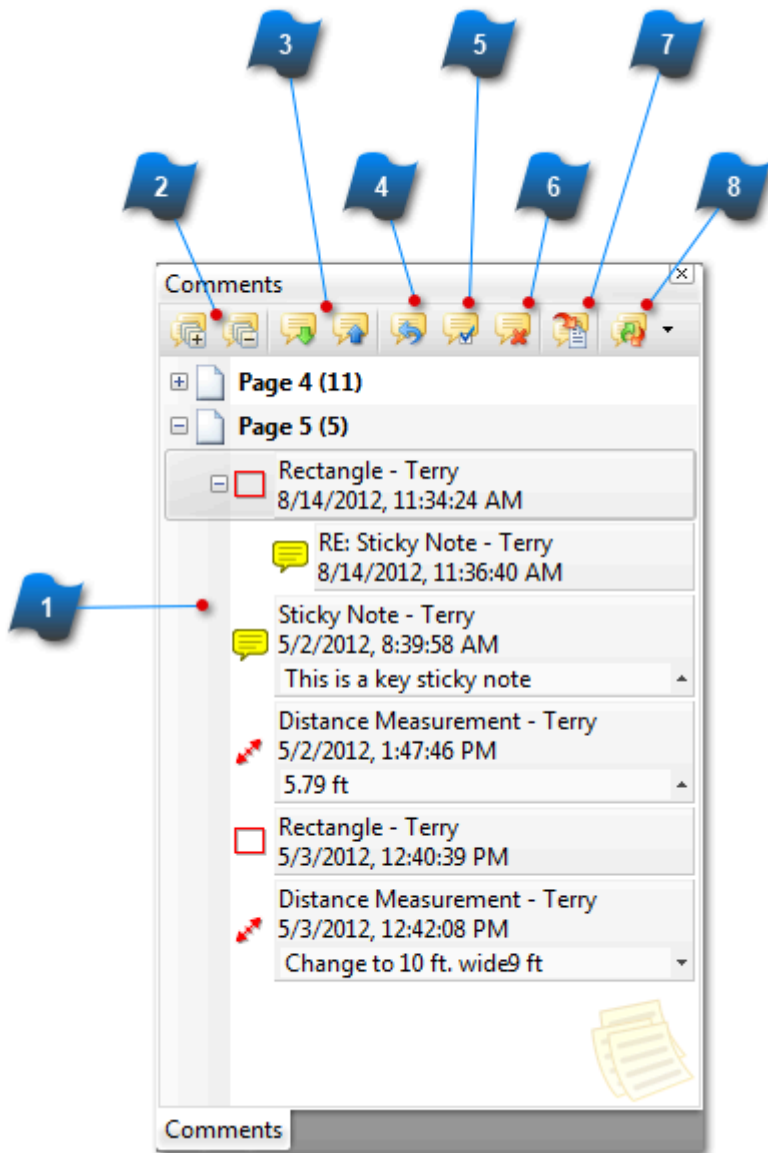 3
5
7
2
4
6
8
Comments
Page 4 (11)
Page 5 (5)
Rectangle - Terry
8/14/2012, 11:34:24 AM
RE: Sticky Note - Terry
8/14/2012, 11:36:40 AM
1
Sticky Note - Terry
5/2/2012, 8:39:58 AM
This is a key sticky note
Distance Measurement - Terry
5/2/2012, 1:47:46 PM
5.79 ft
Rectangle - Terry
5/3/2012, 12:40:39 PM
Distance Measurement - Terry
5/3/2012, 12:42:08 PM
Change to 10 ft. wide9 ft
Comments